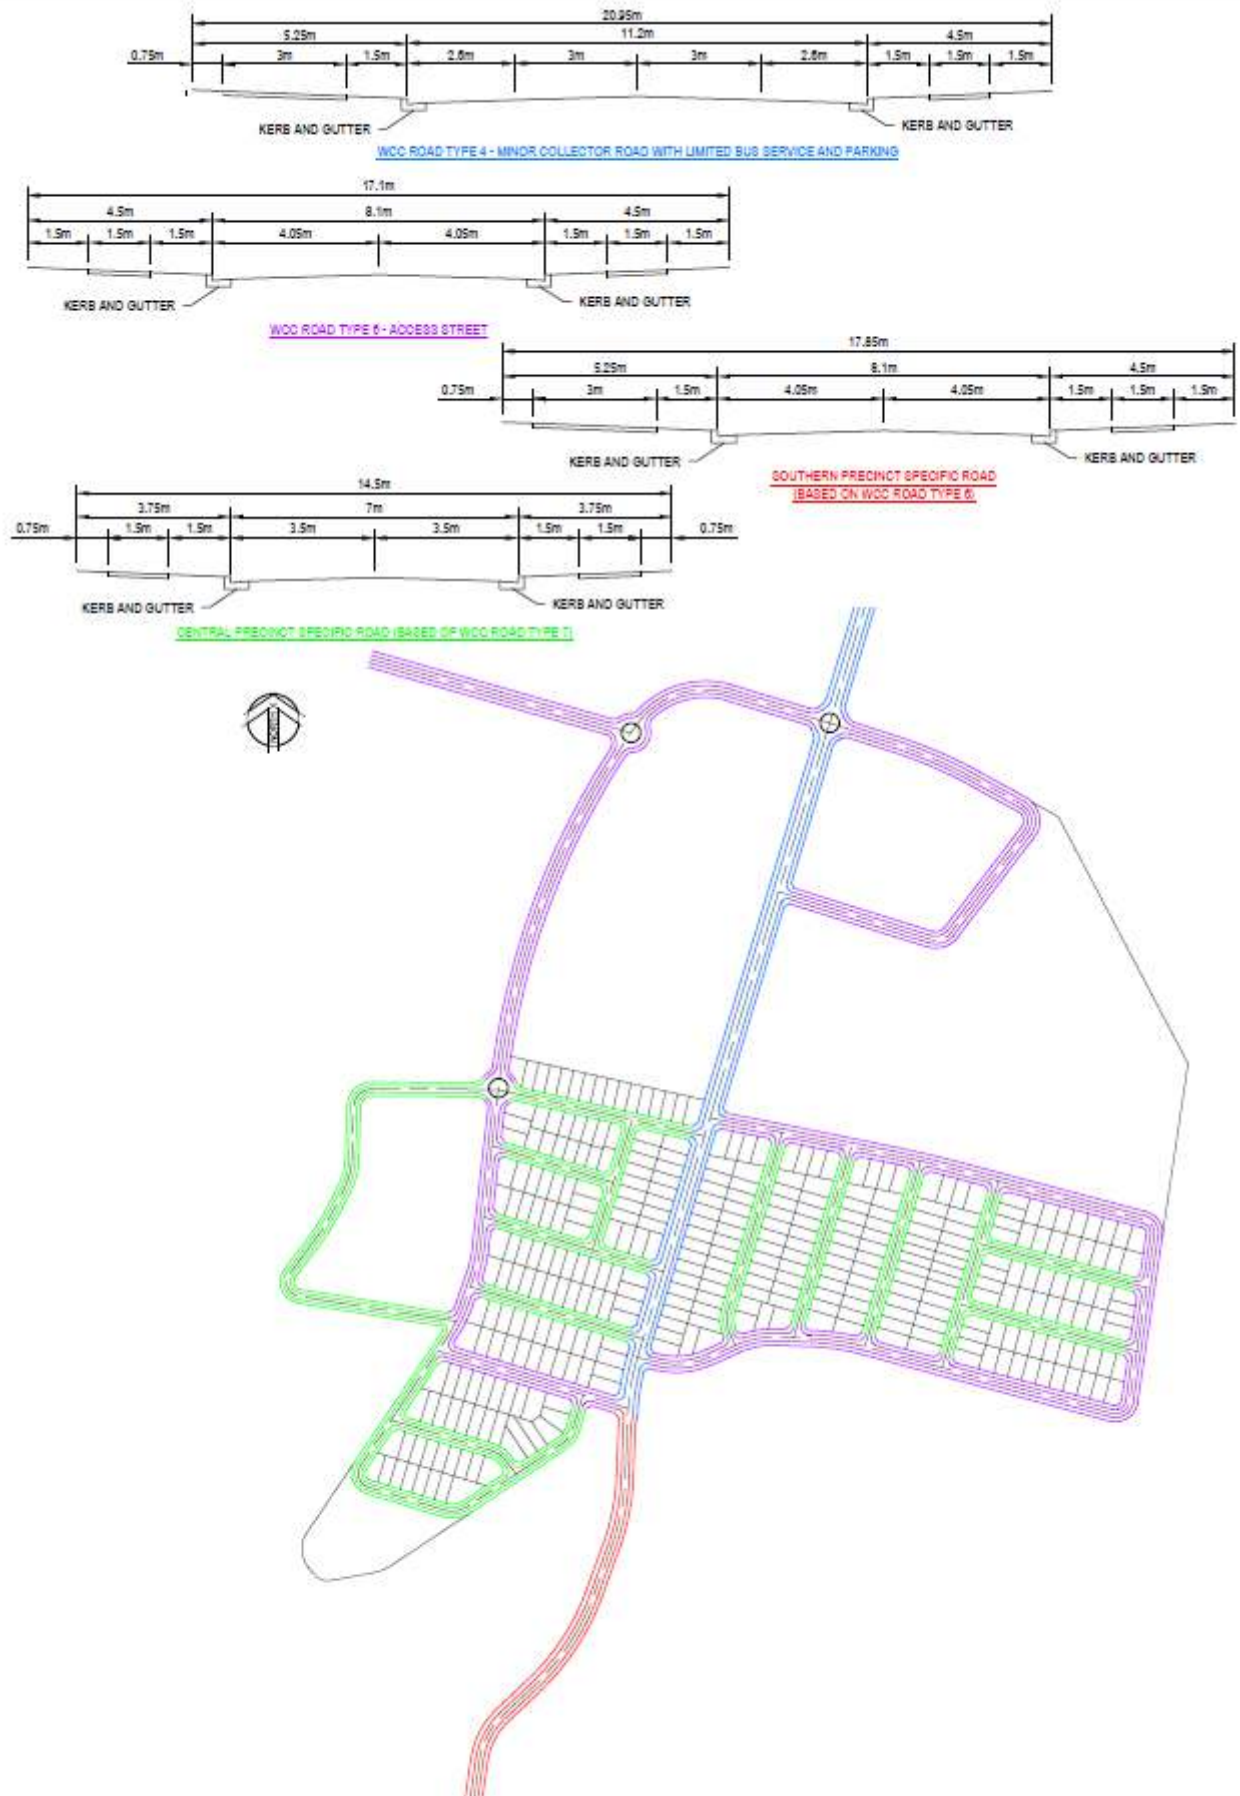 20.95m
5.25m 11.2m 4.5m
0.75m 3m 1.5m 2.6m 3m 3m 2.6m 1.5m 1.5m 1.5m
KERB AND GUTTER KERB AND GUTTER
WCC ROAD TYPE 4 - MINOR COLLECTOR ROAD WITH LIMITED BUS SERVICE AND PARKING
17.1m
4.5m 8.1m 4.5m
1.5m 1.5m 1.5m 4.05m 4.05m 1.5m 1.5m 1.5m
KERB AND GUTTER KERB AND GUTTER
WCC ROAD TYPE 6 - ACCESS STREET
17.85m
5.25m 8.1m 4.5m
0.75m 3m 1.5m 4.05m 4.05m 1.5m 1.5m 1.5m
KERB AND GUTTER KERB AND GUTTER
SOUTHERN PRECINCT SPECIFIC ROAD
(BASED ON WCC ROAD TYPE 6)
14.5m
3.75m 7m 3.75m
0.75m 1.5m 1.5m 3.5m 3.5m 1.5m 1.5m 0.75m
KERB AND GUTTER KERB AND GUTTER
CENTRAL PRECINCT SPECIFIC ROAD (BASED OF WCC ROAD TYPE 7)